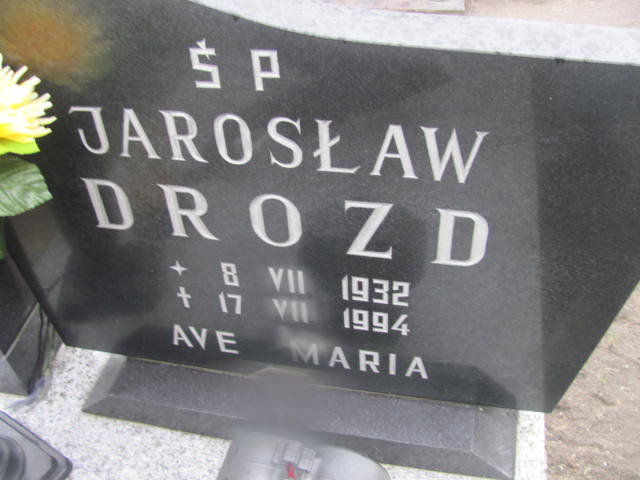 ŚP
JAROSŁAW
DROZD
✦ 8 VII 1932
✝ 17 VII 1994
AVE MARIA